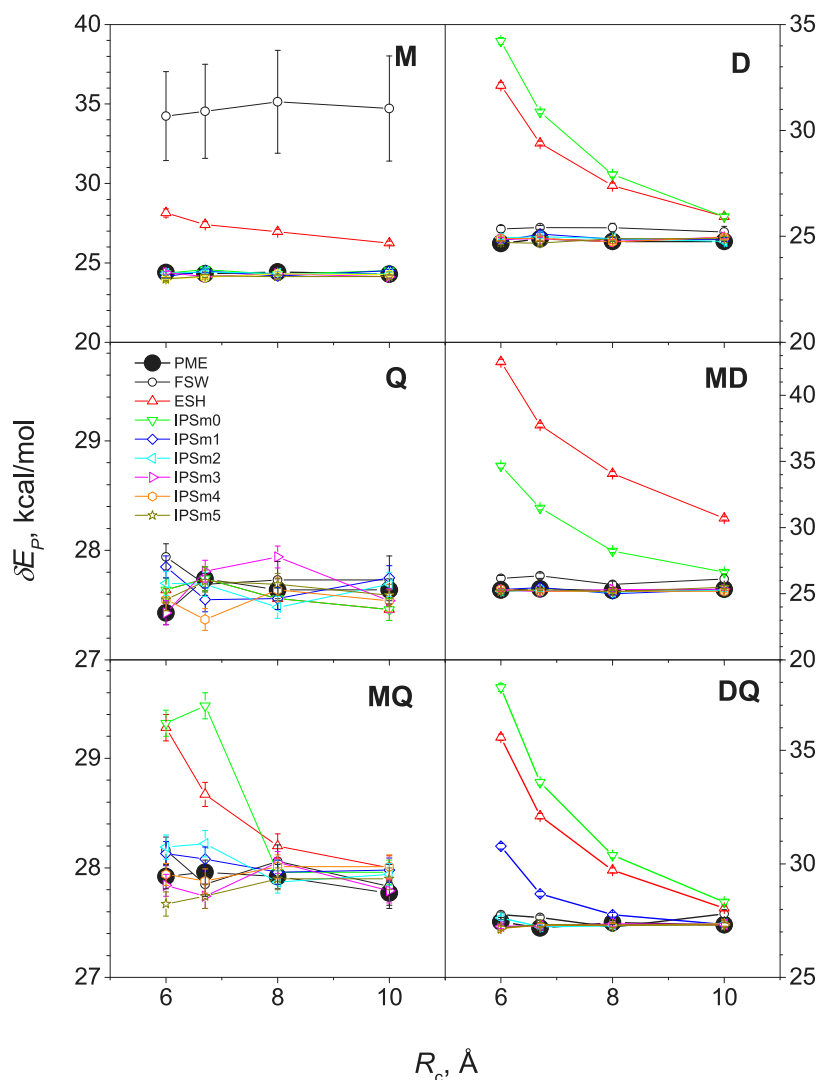 40
35
30
25
20
M
D
35
30
25
20
δE_P, kcal/mol
29
28
27
Q
PME
FSW
ESH
IPSm0
IPSm1
IPSm2
IPSm3
IPSm4
IPSm5
MD
40
35
30
25
20
29
28
27
MQ
DQ
35
30
25
6
8
10
6
8
10
R_c, Å